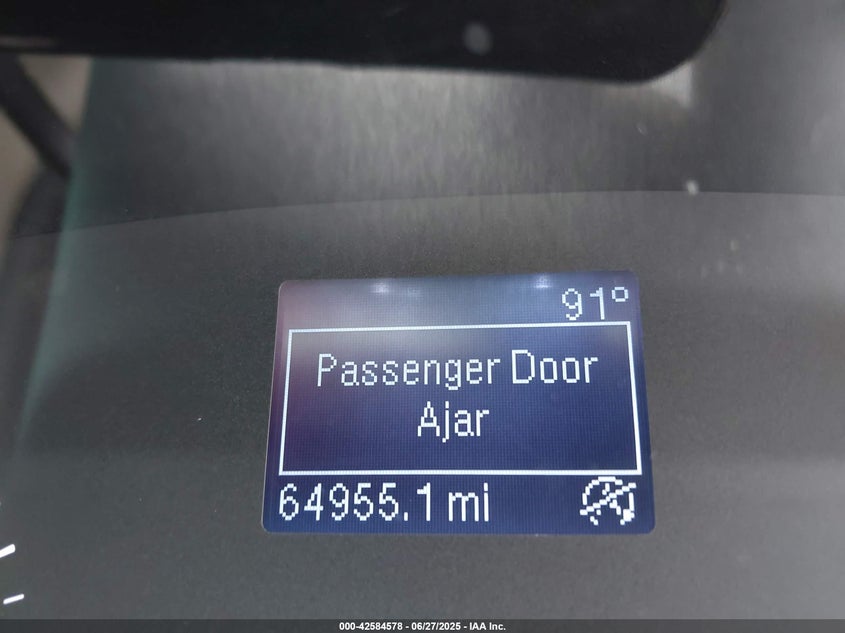 91°
Passenger Door
Ajar
64955.1 mi
000-42584578 - 06/27/2025 - IAA Inc.